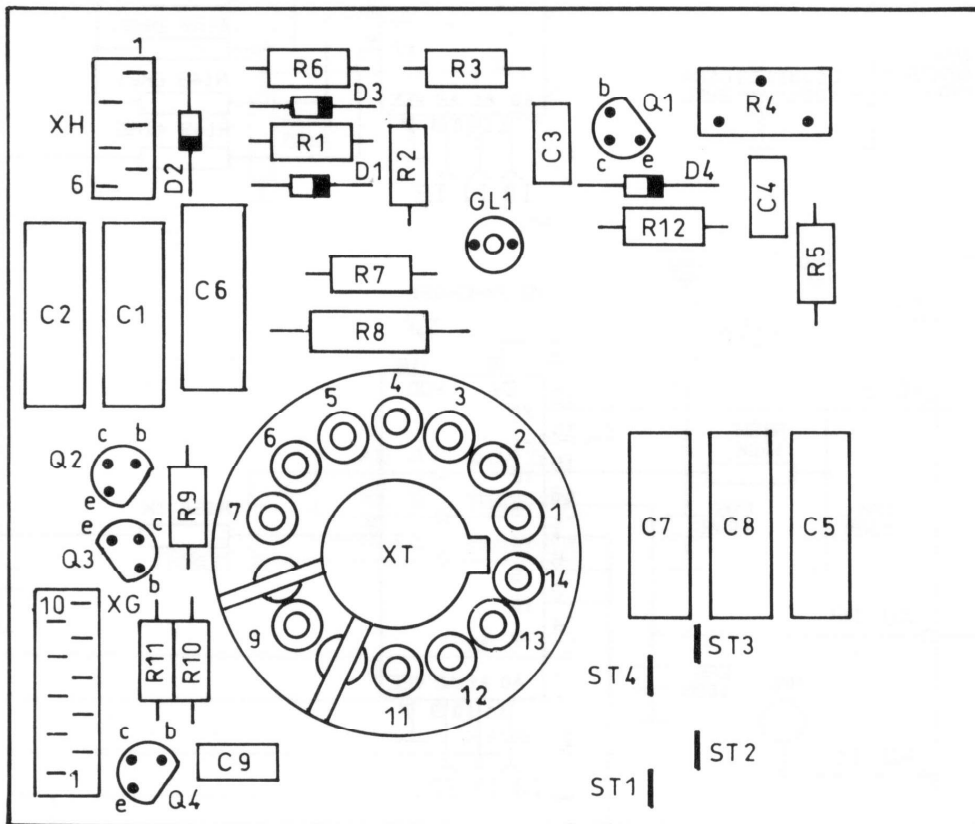 1
R6
R3
D3
b
Q1
R4
XH
R1
R2
C3
c
e
D2
D1
D4
C4
6
GL1
R12
R5
C2
C1
C6
R7
R8
4
5
3
6
2
c
b
Q2
e
R9
7
1
XT
C7
C8
C5
e
c
Q3
b
14
10
XG
9
13
R11
R10
12
11
ST3
ST4
c
b
C9
ST2
1
e
Q4
ST1